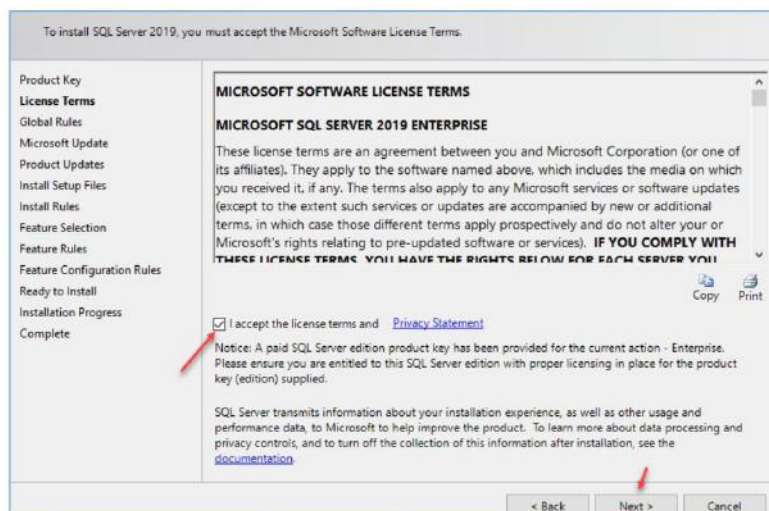 To install SQL Server 2019, you must accept the Microsoft Software License Terms.
Product Key
License Terms
Global Rules
Microsoft Update
Product Updates
Install Setup Files
Install Rules
Feature Selection
Feature Rules
Feature Configuration Rules
Ready to Install
Installation Progress
Complete
MICROSOFT SOFTWARE LICENSE TERMS
MICROSOFT SQL SERVER 2019 ENTERPRISE
These license terms are an agreement between you and Microsoft Corporation (or one of
its affiliates). They apply to the software named above, which includes the media on which
you received it, if any. The terms also apply to any Microsoft services or software updates
(except to the extent such services or updates are accompanied by new or additional
terms, in which case those different terms apply prospectively and do not alter your or
Microsoft's rights relating to pre-updated software or services). IF YOU COMPLY WITH
THESE LICENSE TERMS, YOU HAVE THE RIGHTS BELOW FOR EACH SERVER YOU
Copy Print
I accept the license terms and Privacy Statement
Notice: A paid SQL Server edition product key has been provided for the current action - Enterprise.
Please ensure you are entitled to this SQL Server edition with proper licensing in place for the product
key (edition) supplied.
SQL Server transmits information about your installation experience, as well as other usage and
performance data, to Microsoft to help improve the product. To learn more about data processing and
privacy controls, and to turn off the collection of this information after installation, see the
documentation.
< Back Next > Cancel